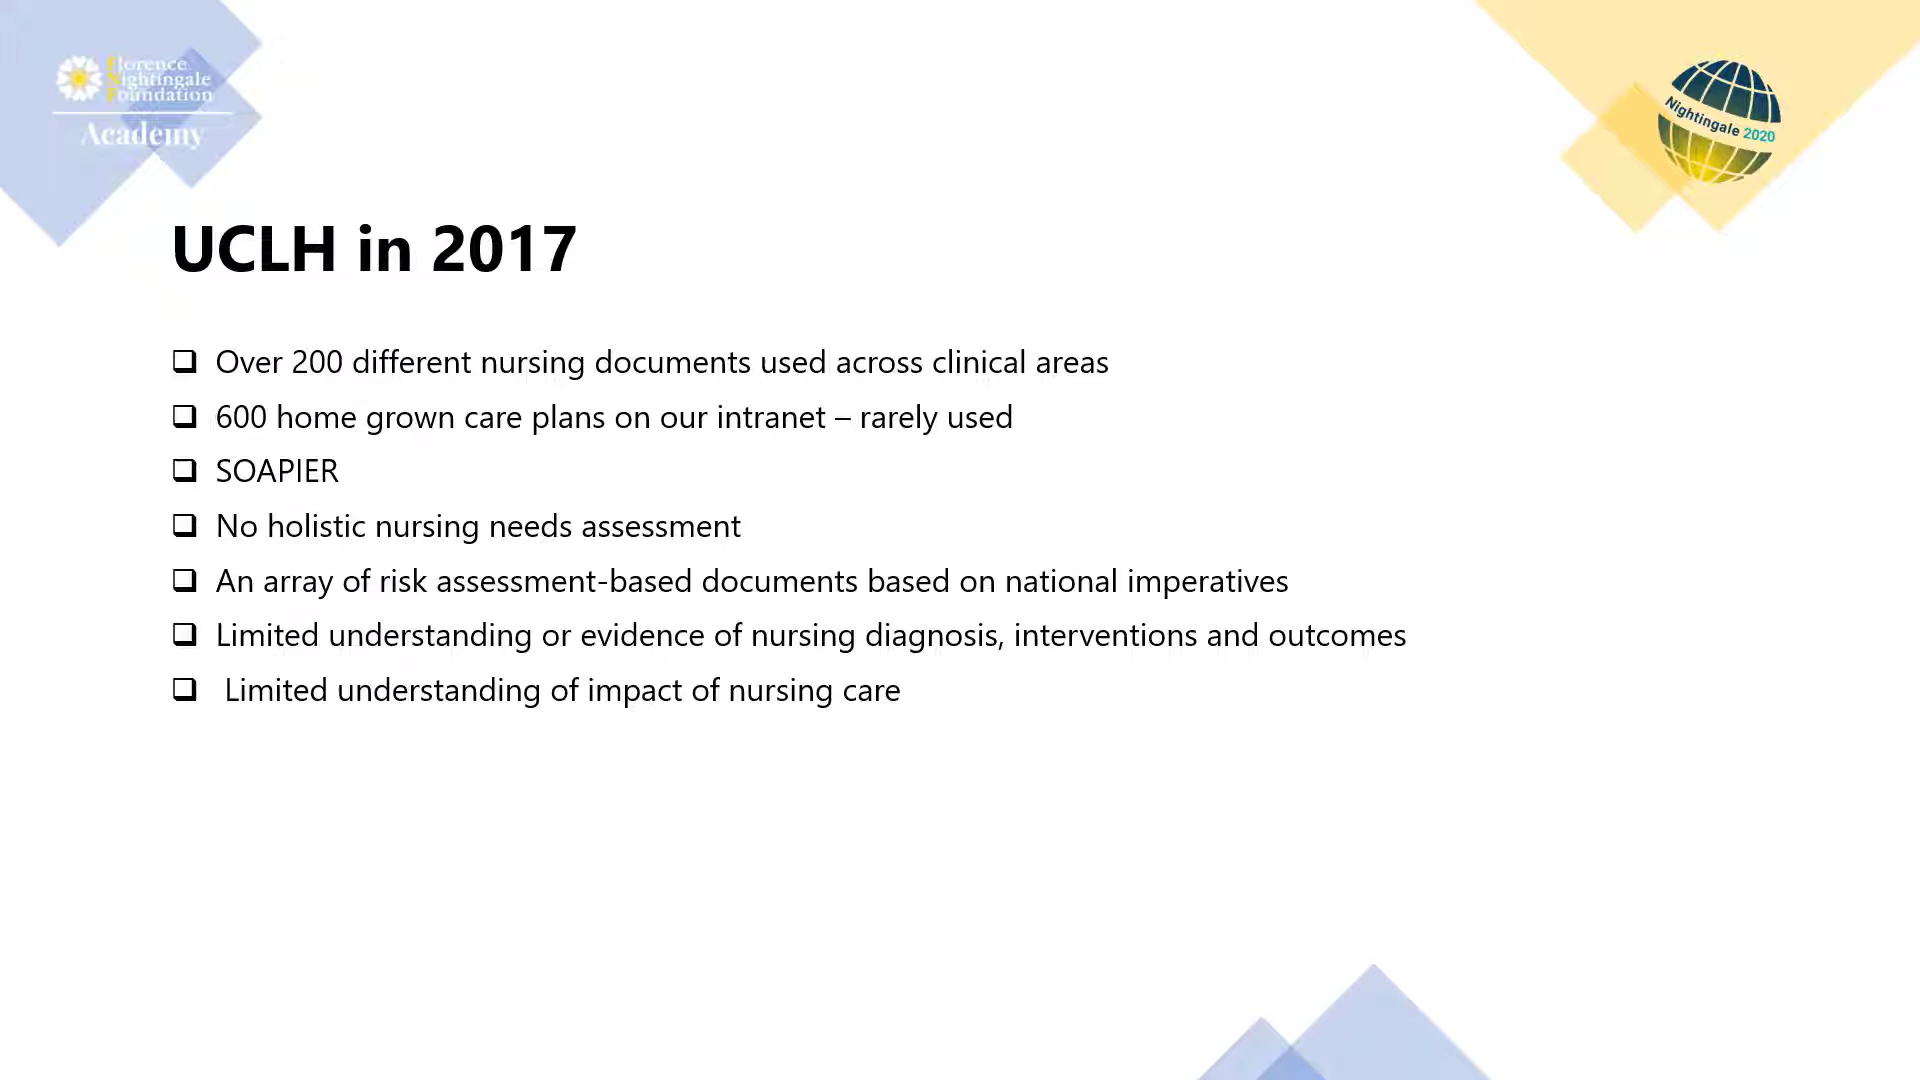 Florence
Nightingale
Foundation
Academy
Nightingale 2020
UCLH in 2017
❑ Over 200 different nursing documents used across clinical areas
❑ 600 home grown care plans on our intranet – rarely used
❑ SOAPIER
❑ No holistic nursing needs assessment
❑ An array of risk assessment-based documents based on national imperatives
❑ Limited understanding or evidence of nursing diagnosis, interventions and outcomes
❑ Limited understanding of impact of nursing care